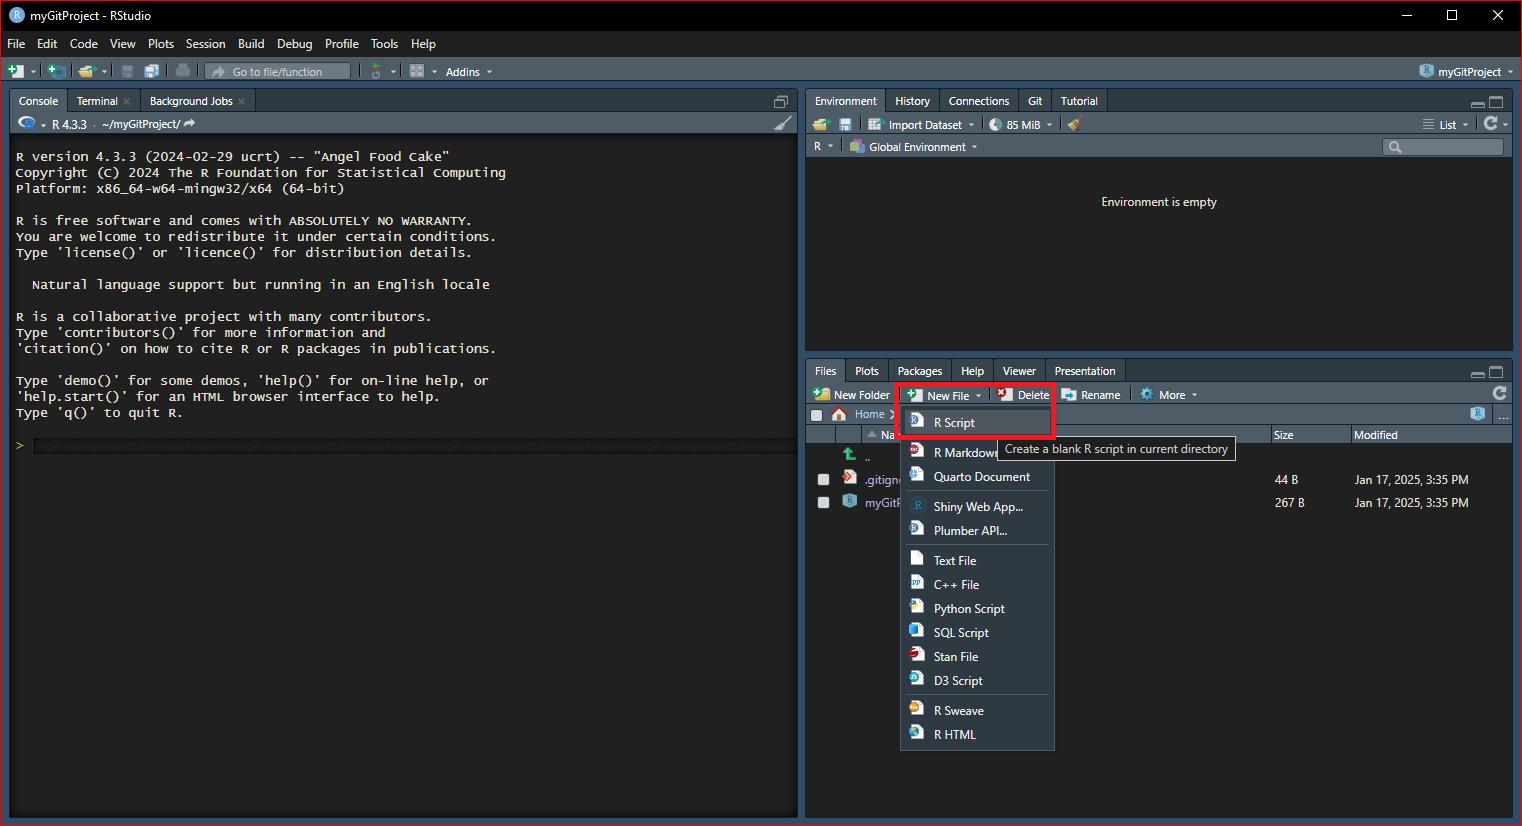 myGitProject - RStudio
File Edit Code View Plots Session Build Debug Profile Tools Help
Go to file/function Addins myGitProject
Console Terminal Background Jobs
R 4.3.3 · ~/myGitProject/
R version 4.3.3 (2024-02-29 ucrt) -- "Angel Food Cake"
Copyright (C) 2024 The R Foundation for Statistical Computing
Platform: x86_64-w64-mingw32/x64 (64-bit)
R is free software and comes with ABSOLUTELY NO WARRANTY.
You are welcome to redistribute it under certain conditions.
Type 'license()' or 'licence()' for distribution details.
Natural language support but running in an English locale
R is a collaborative project with many contributors.
Type 'contributors()' for more information and
'citation()' on how to cite R or R packages in publications.
Type 'demo()' for some demos, 'help()' for on-line help, or
'help.start()' for an HTML browser interface to help.
Type 'q()' to quit R.
>
Environment History Connections Git Tutorial
Import Dataset 85 MiB List
R Global Environment
Environment is empty
Files Plots Packages Help Viewer Presentation
New Folder New File Delete Rename More
Home
Na Size Modified
..
.gitign 44 B Jan 17, 2025, 3:35 PM
myGitP 267 B Jan 17, 2025, 3:35 PM
R Script
Create a blank R script in current directory
R Markdown
Quarto Document
Shiny Web App...
Plumber API...
Text File
C++ File
Python Script
SQL Script
Stan File
D3 Script
R Sweave
R HTML